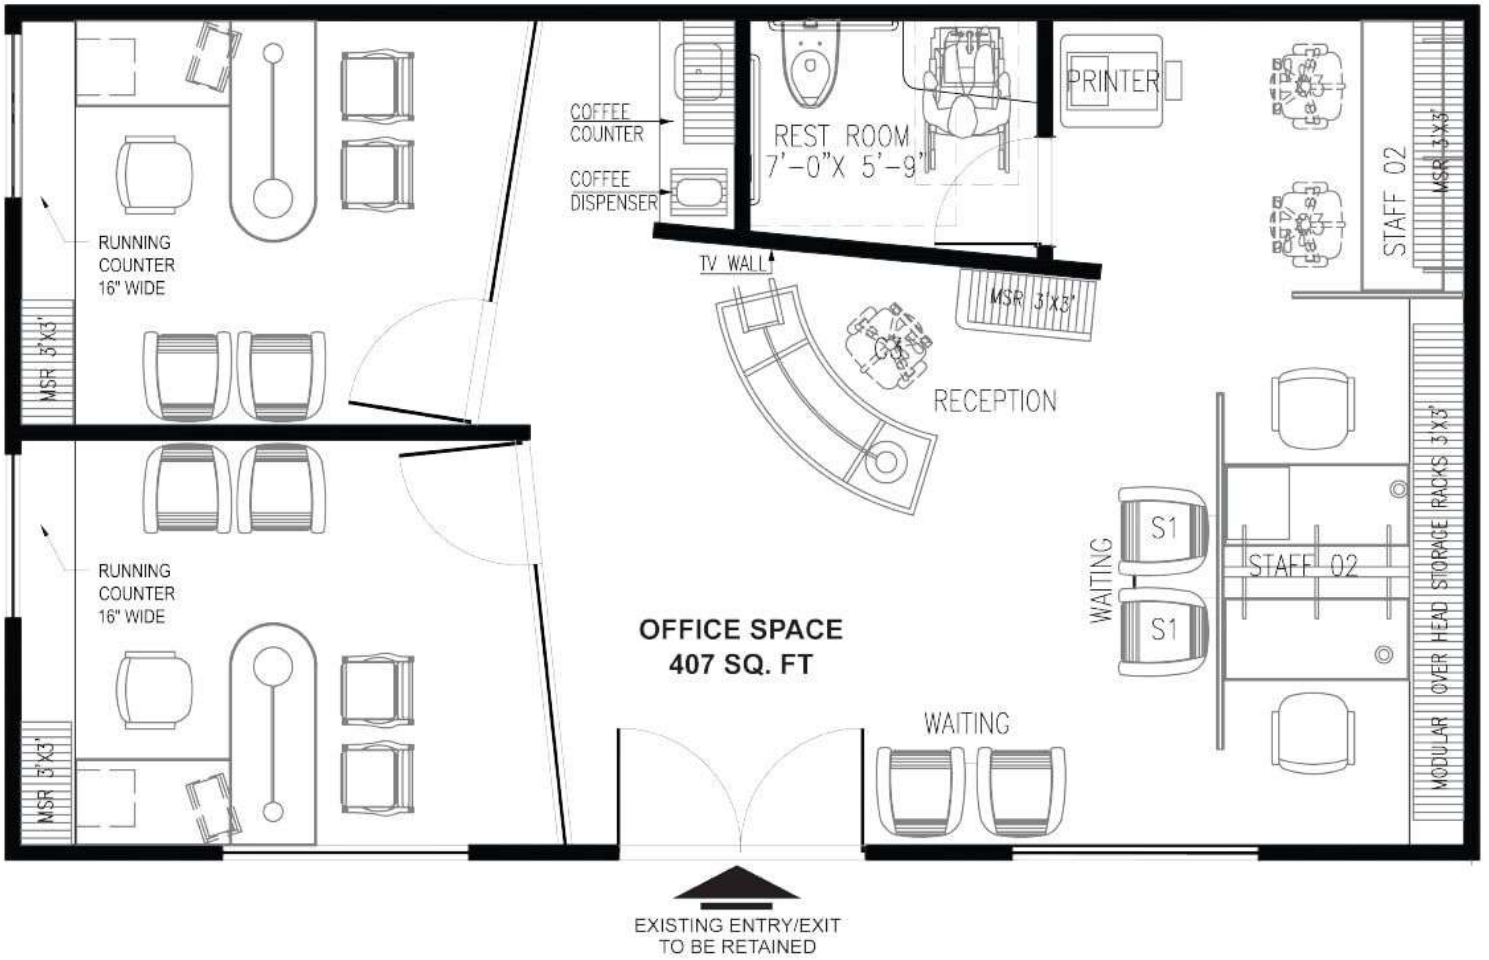 COFFEE
COUNTER
COFFEE
DISPENSER
REST ROOM
7'-0"X 5'-9"
PRINTER
C3
STAFF 02
MSR 3'X3'
RUNNING
COUNTER
16" WIDE
MSR 3'X3'
TV WALL
MSR 3'X3'
C3
RECEPTION
RUNNING
COUNTER
16" WIDE
MSR 3'X3'
OFFICE SPACE
407 SQ. FT
WAITING
S1
S1
STAFF 02
MODULAR OVER HEAD STORAGE RACKS 3'X3'
WAITING
EXISTING ENTRY/EXIT
TO BE RETAINED